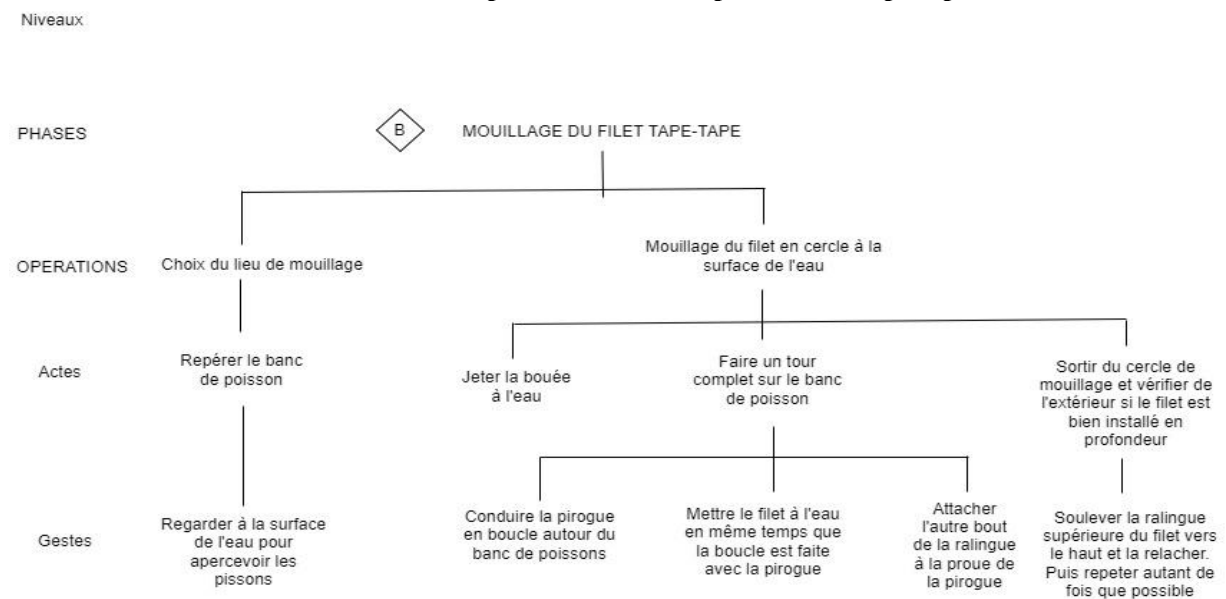 Niveaux
PHASES
B
MOUILLAGE DU FILET TAPE-TAPE
OPERATIONS
Choix du lieu de mouillage
Mouillage du filet en cercle à la
surface de l'eau
Actes
Repérer le banc
de poisson
Jeter la bouée
à l'eau
Faire un tour
complet sur le banc
de poisson
Sortir du cercle de
mouillage et vérifier de
l'extérieur si le filet est
bien installé en
profondeur
Gestes
Regarder à la surface
de l'eau pour
apercevoir les
pissons
Conduire la pirogue
en boucle autour du
banc de poissons
Mettre le filet à l'eau
en même temps que
la boucle est faite
avec la pirogue
Attacher
l'autre bout
de la ralingue
à la proue de
la pirogue
Soulever la ralingue
supérieure du filet vers
le haut et la relacher.
Puis repeter autant de
fois que possible